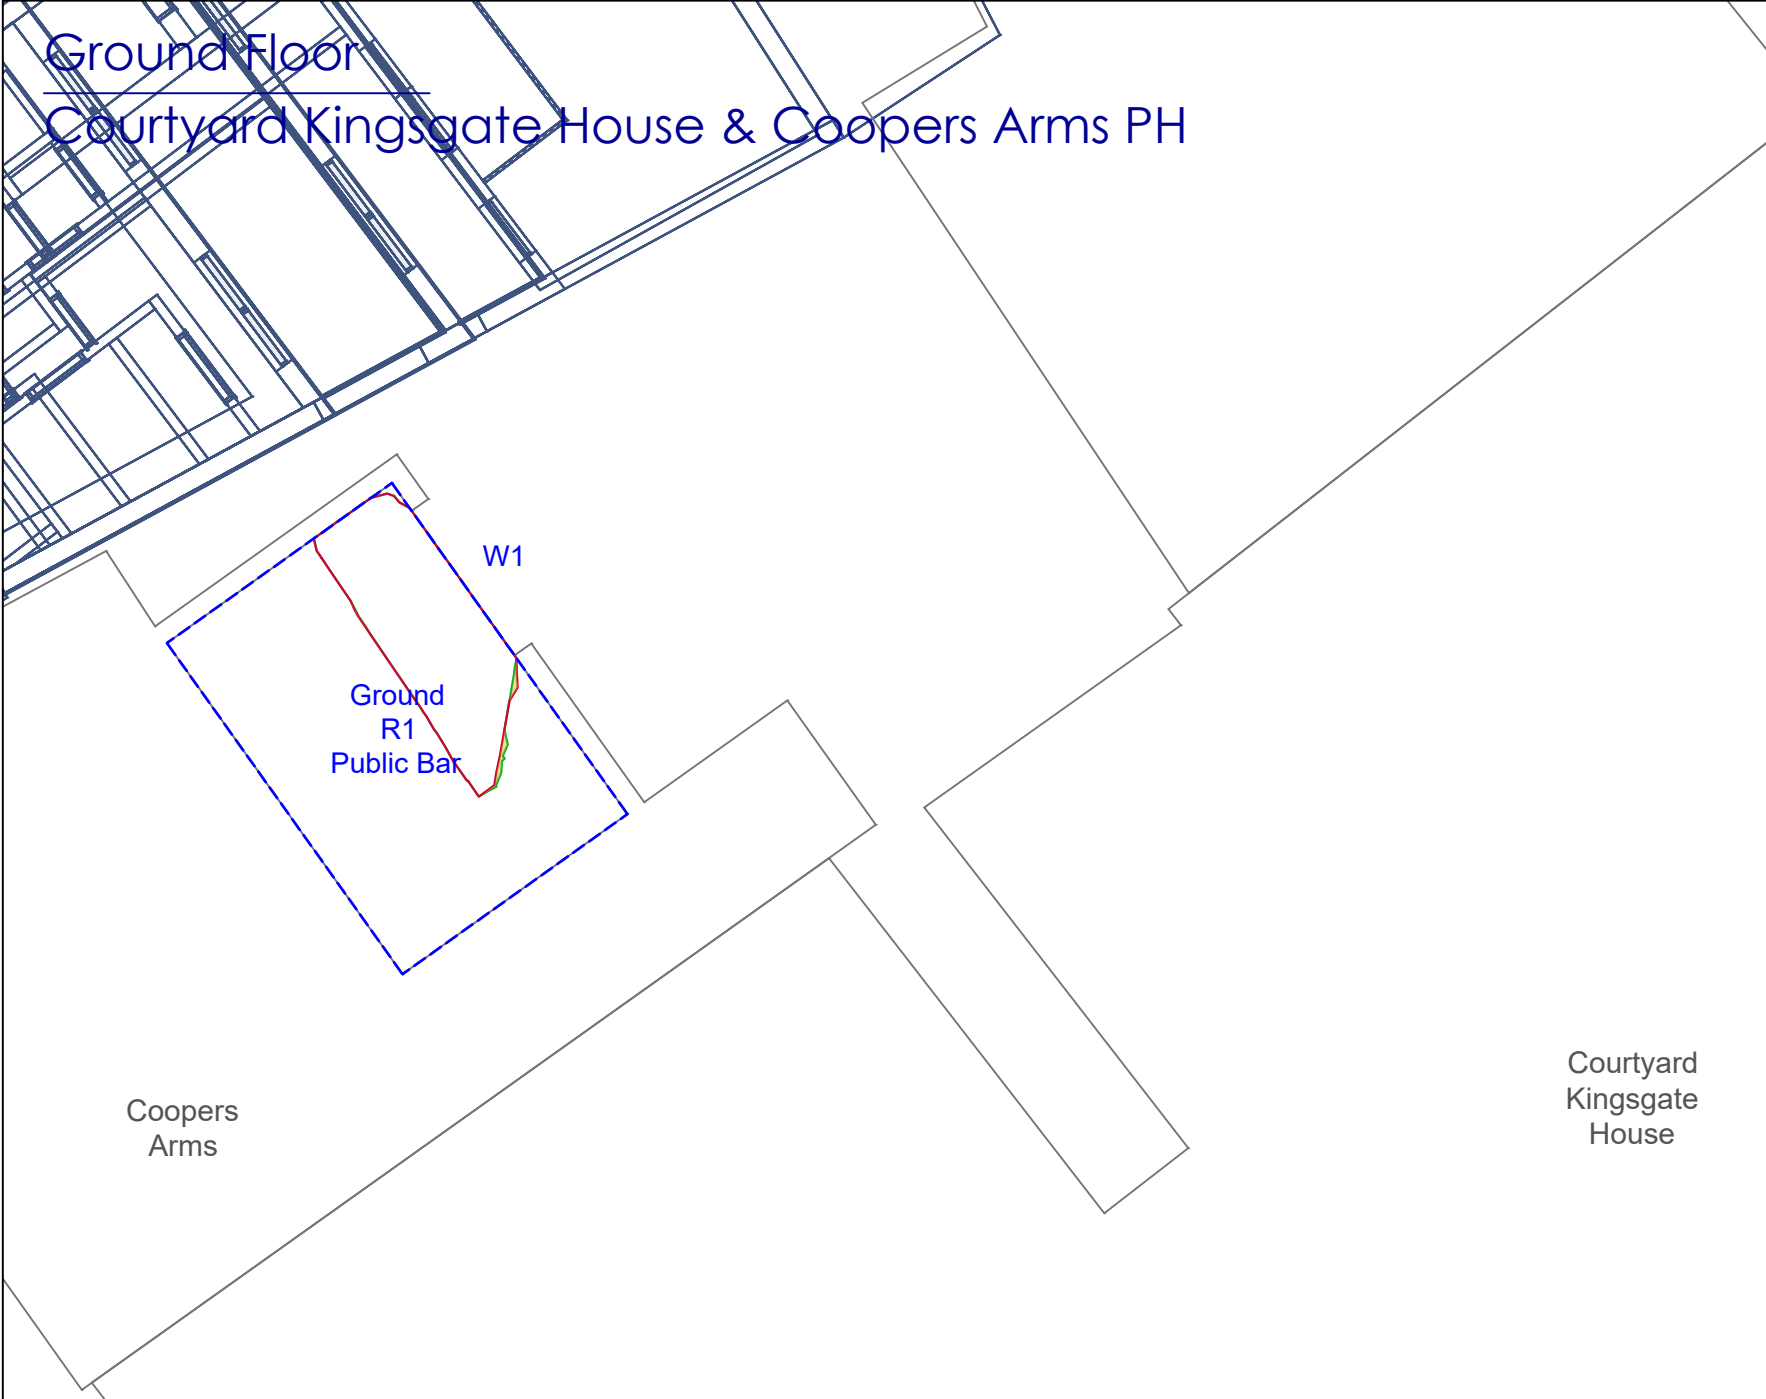 Ground Floor
Courtyard Kingsgate House & Coopers Arms PH
W1
Ground
R1
Public Bar
Coopers
Arms
Courtyard
Kingsgate
House